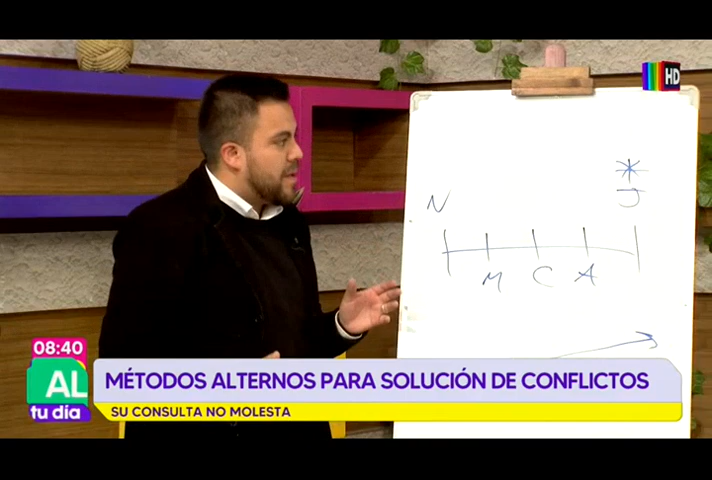 HD
N
J
M C A
08:40
AL
tu día
MÉTODOS ALTERNOS PARA SOLUCIÓN DE CONFLICTOS
SU CONSULTA NO MOLESTA